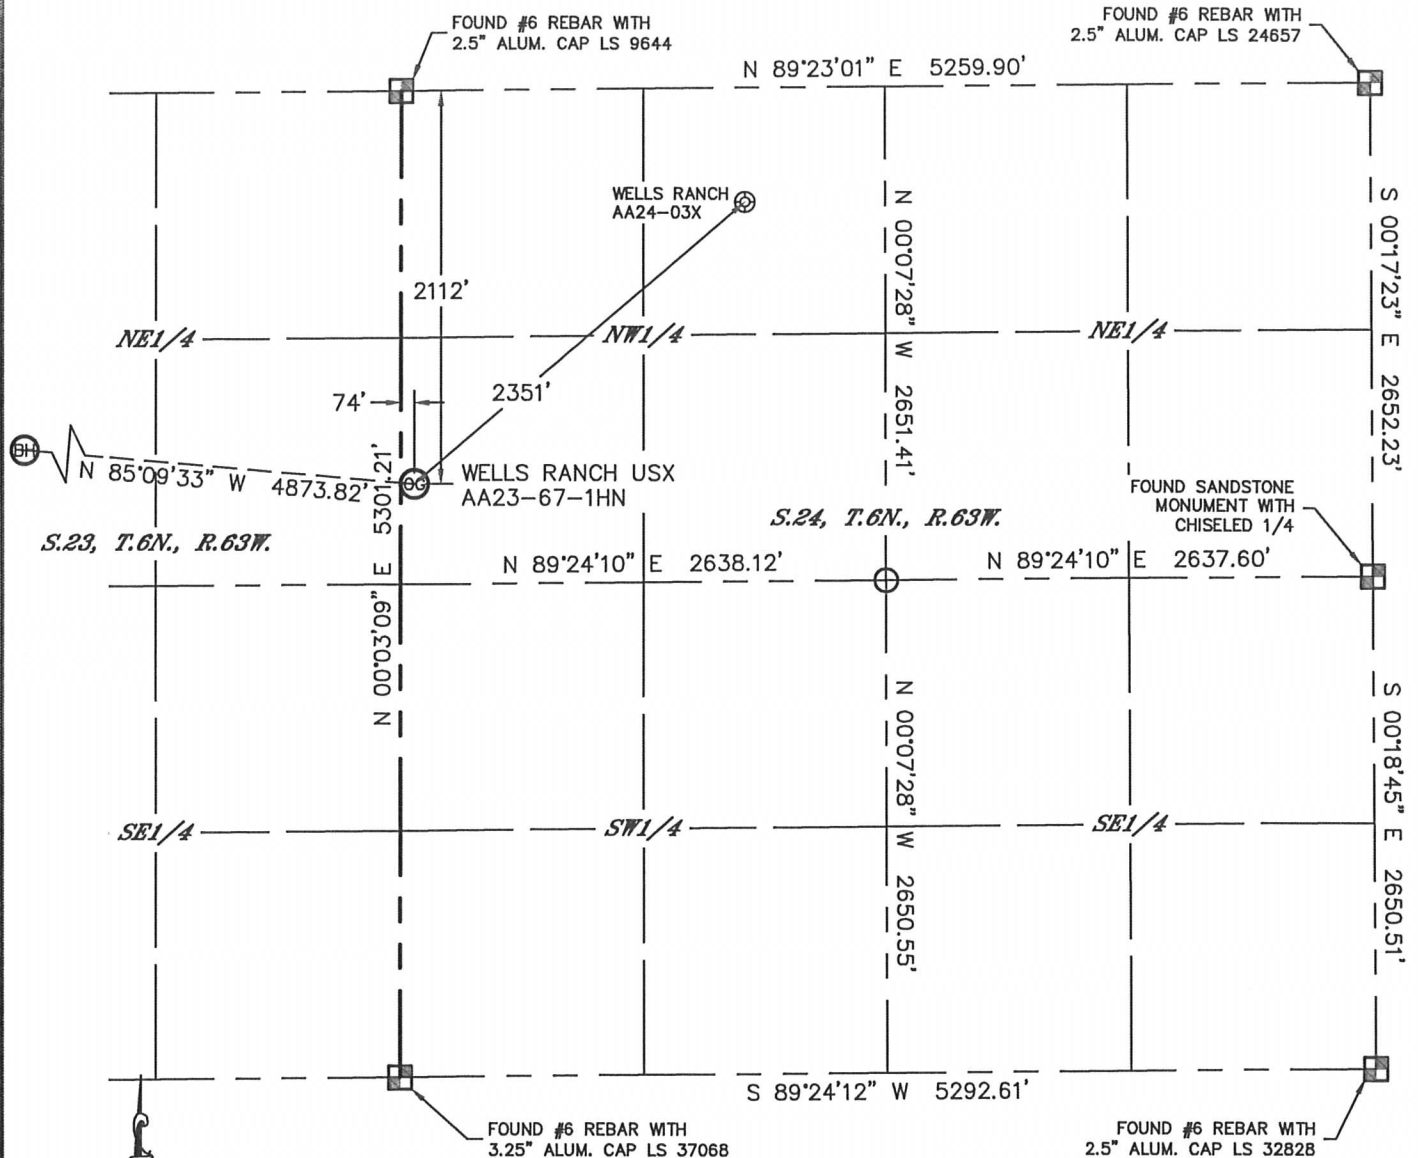 FOUND #6 REBAR WITH
2.5" ALUM. CAP LS 9644
FOUND #6 REBAR WITH
2.5" ALUM. CAP LS 24657
N 89°23'01" E 5259.90'
WELLS RANCH
AA24-03X
2112'
N 00°07'28" W 2651.41'
S 00°17'23" E 2652.23'
NE1/4
NW1/4
NE1/4
74'
2351'
BH
N 85°09'33" W 4873.82'
OG
WELLS RANCH USX
AA23-67-1HN
N 00°03'09" E 5301.21'
FOUND SANDSTONE
MONUMENT WITH
CHISELED 1/4
S.23, T.6N., R.63W.
S.24, T.6N., R.63W.
N 89°24'10" E 2638.12'
N 89°24'10" E 2637.60'
N 00°07'28" W 2650.55'
S 00°18'45" E 2650.51'
SE1/4
SW1/4
SE1/4
S 89°24'12" W 5292.61'
FOUND #6 REBAR WITH
3.25" ALUM. CAP LS 37068
FOUND #6 REBAR WITH
2.5" ALUM. CAP LS 32828